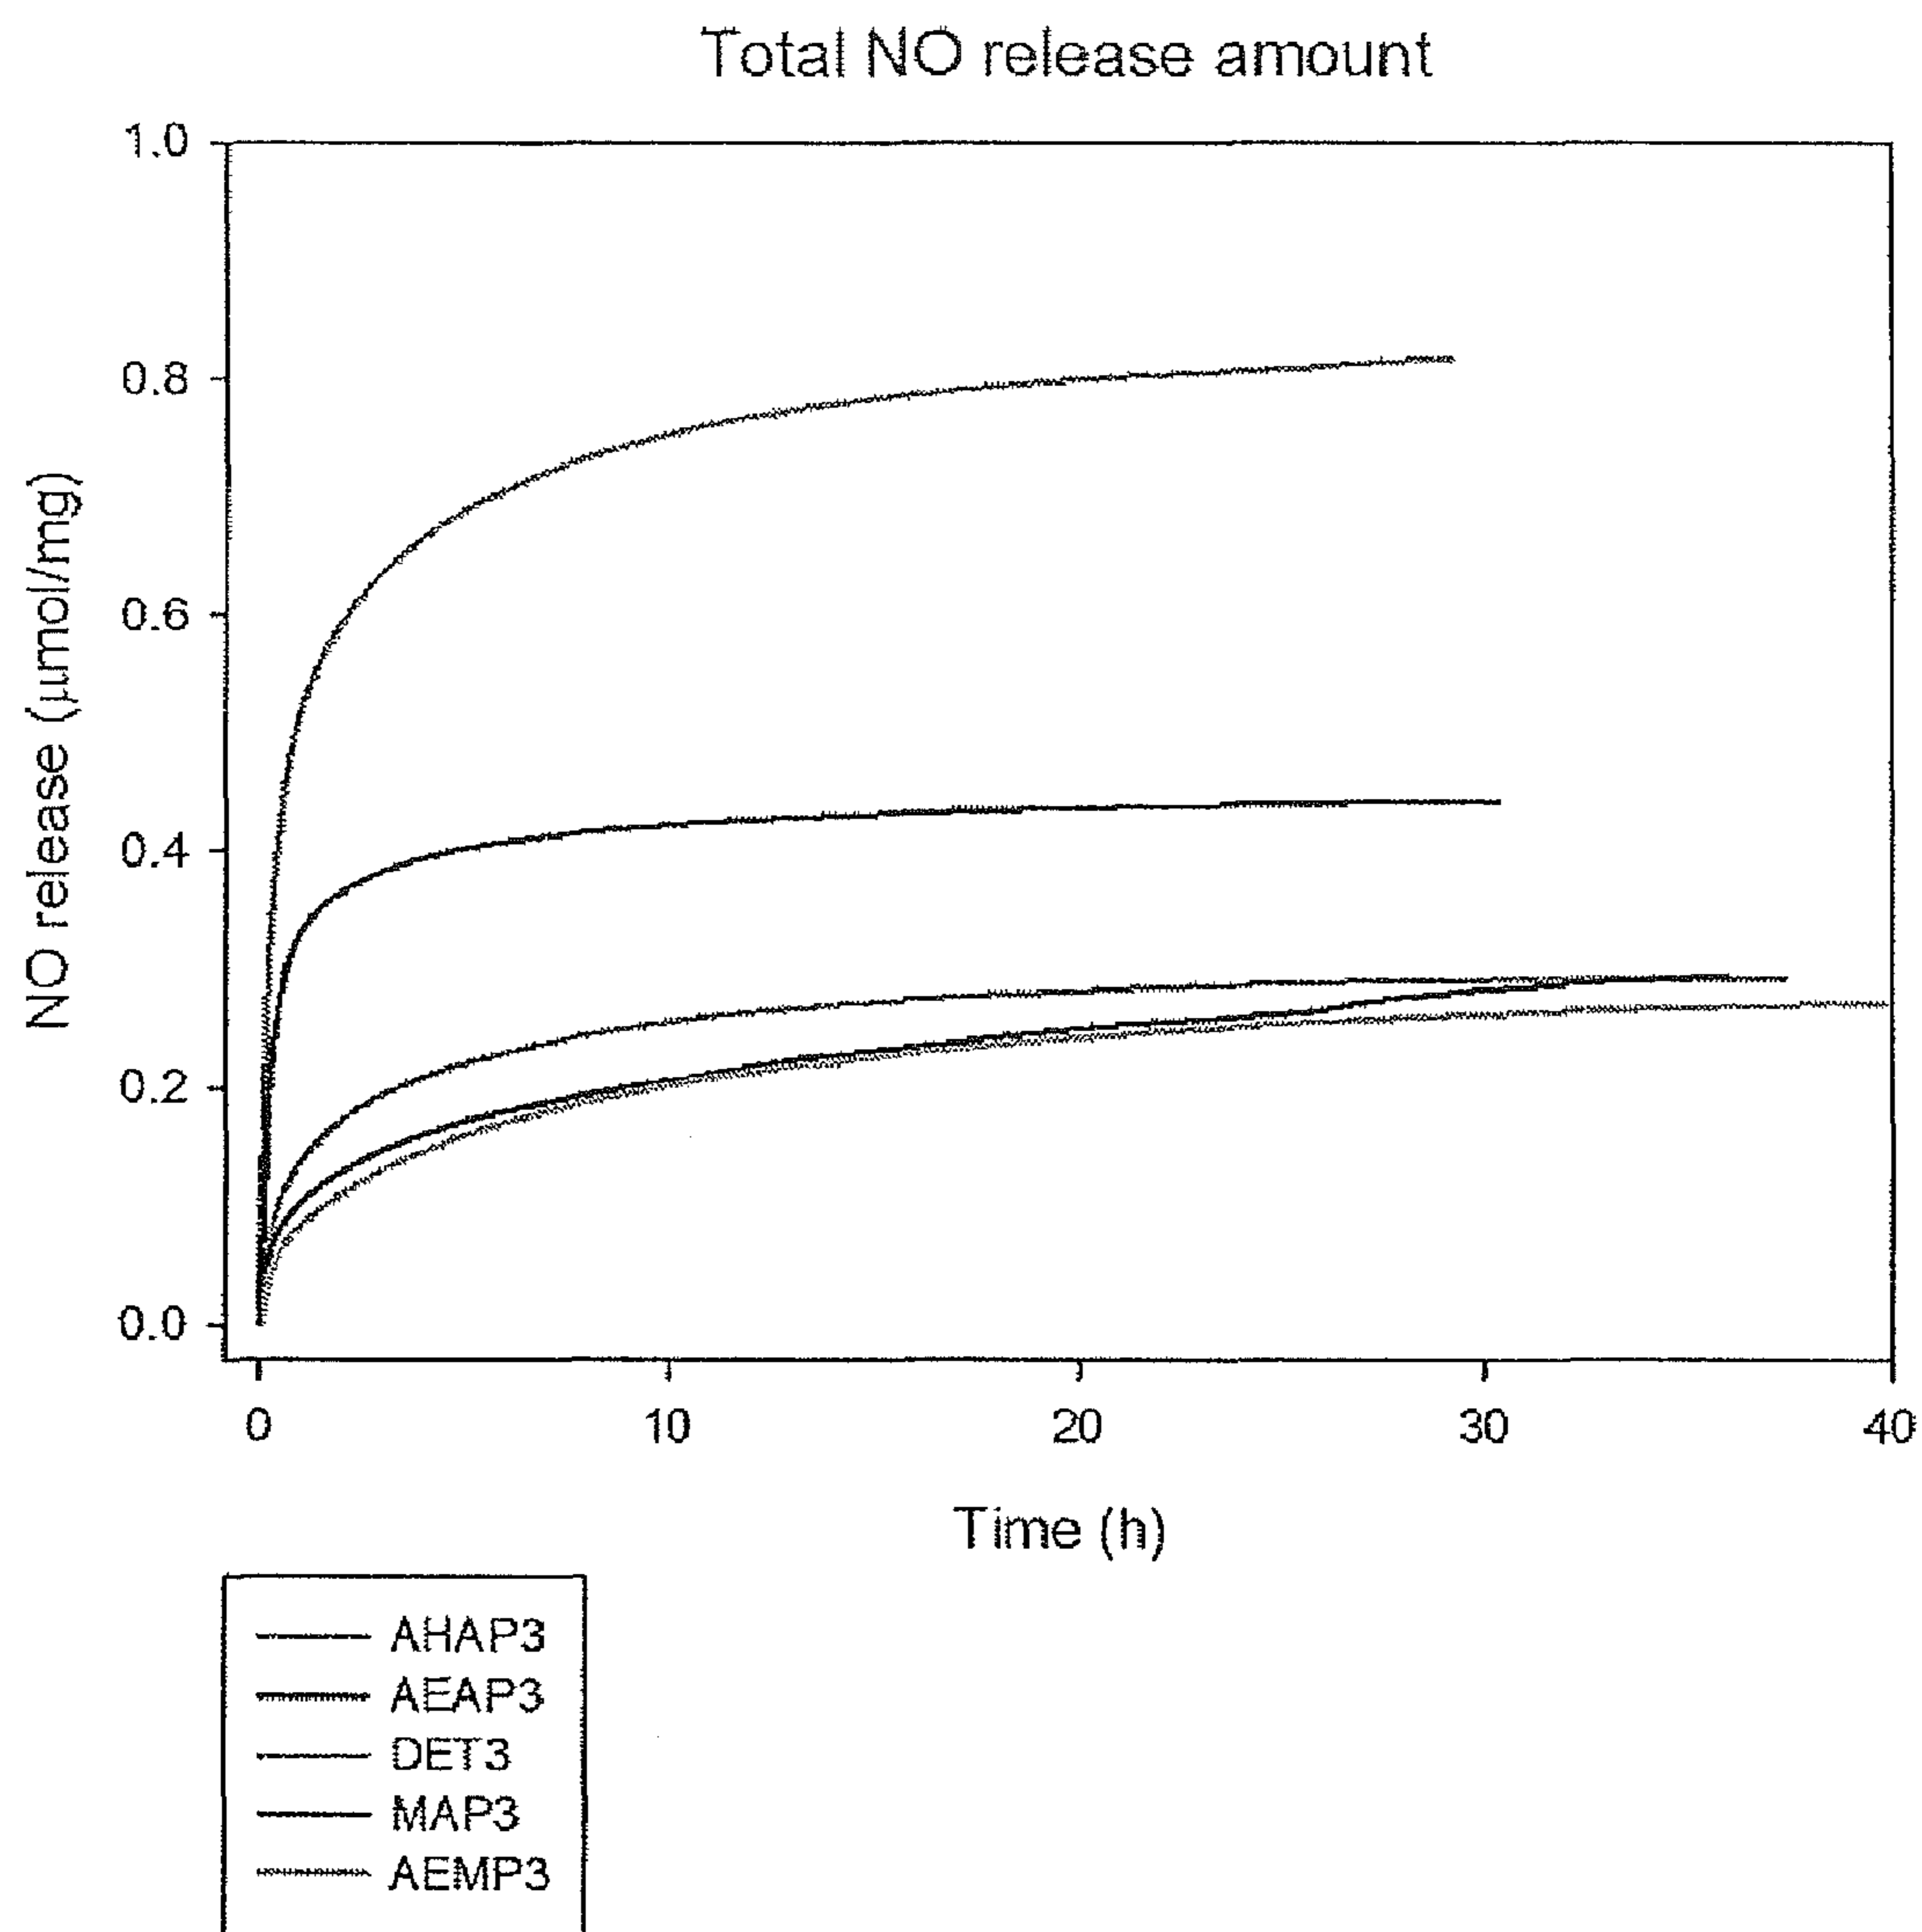 Total NO release amount
1.0
0.8
0.6
0.4
0.2
0.0
NO release (µmol/mg)
0
10
20
30
40
Time (h)
AHAP3
AEAP3
DET3
MAP3
AEMP3